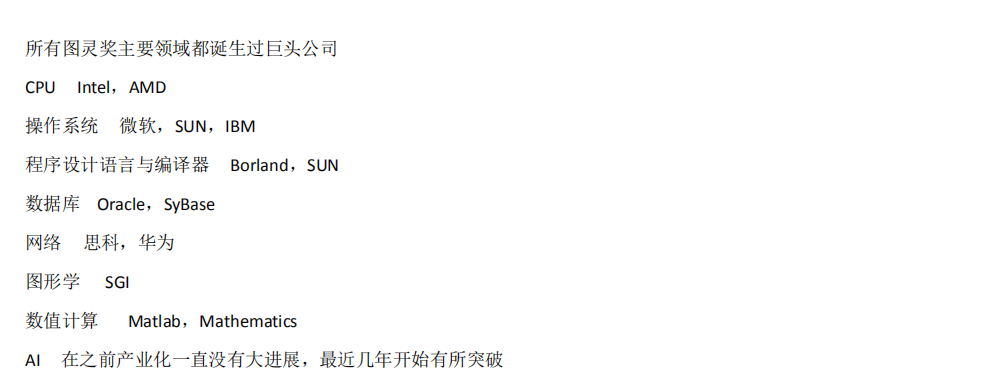 所有图灵奖主要领域都诞生过巨头公司
CPU Intel，AMD
操作系统 微软，SUN，IBM
程序设计语言与编译器 Borland，SUN
数据库 Oracle，SyBase
网络 思科，华为
图形学 SGI
数值计算 Matlab，Mathematics
AI 在之前产业化一直没有大进展，最近几年开始有所突破